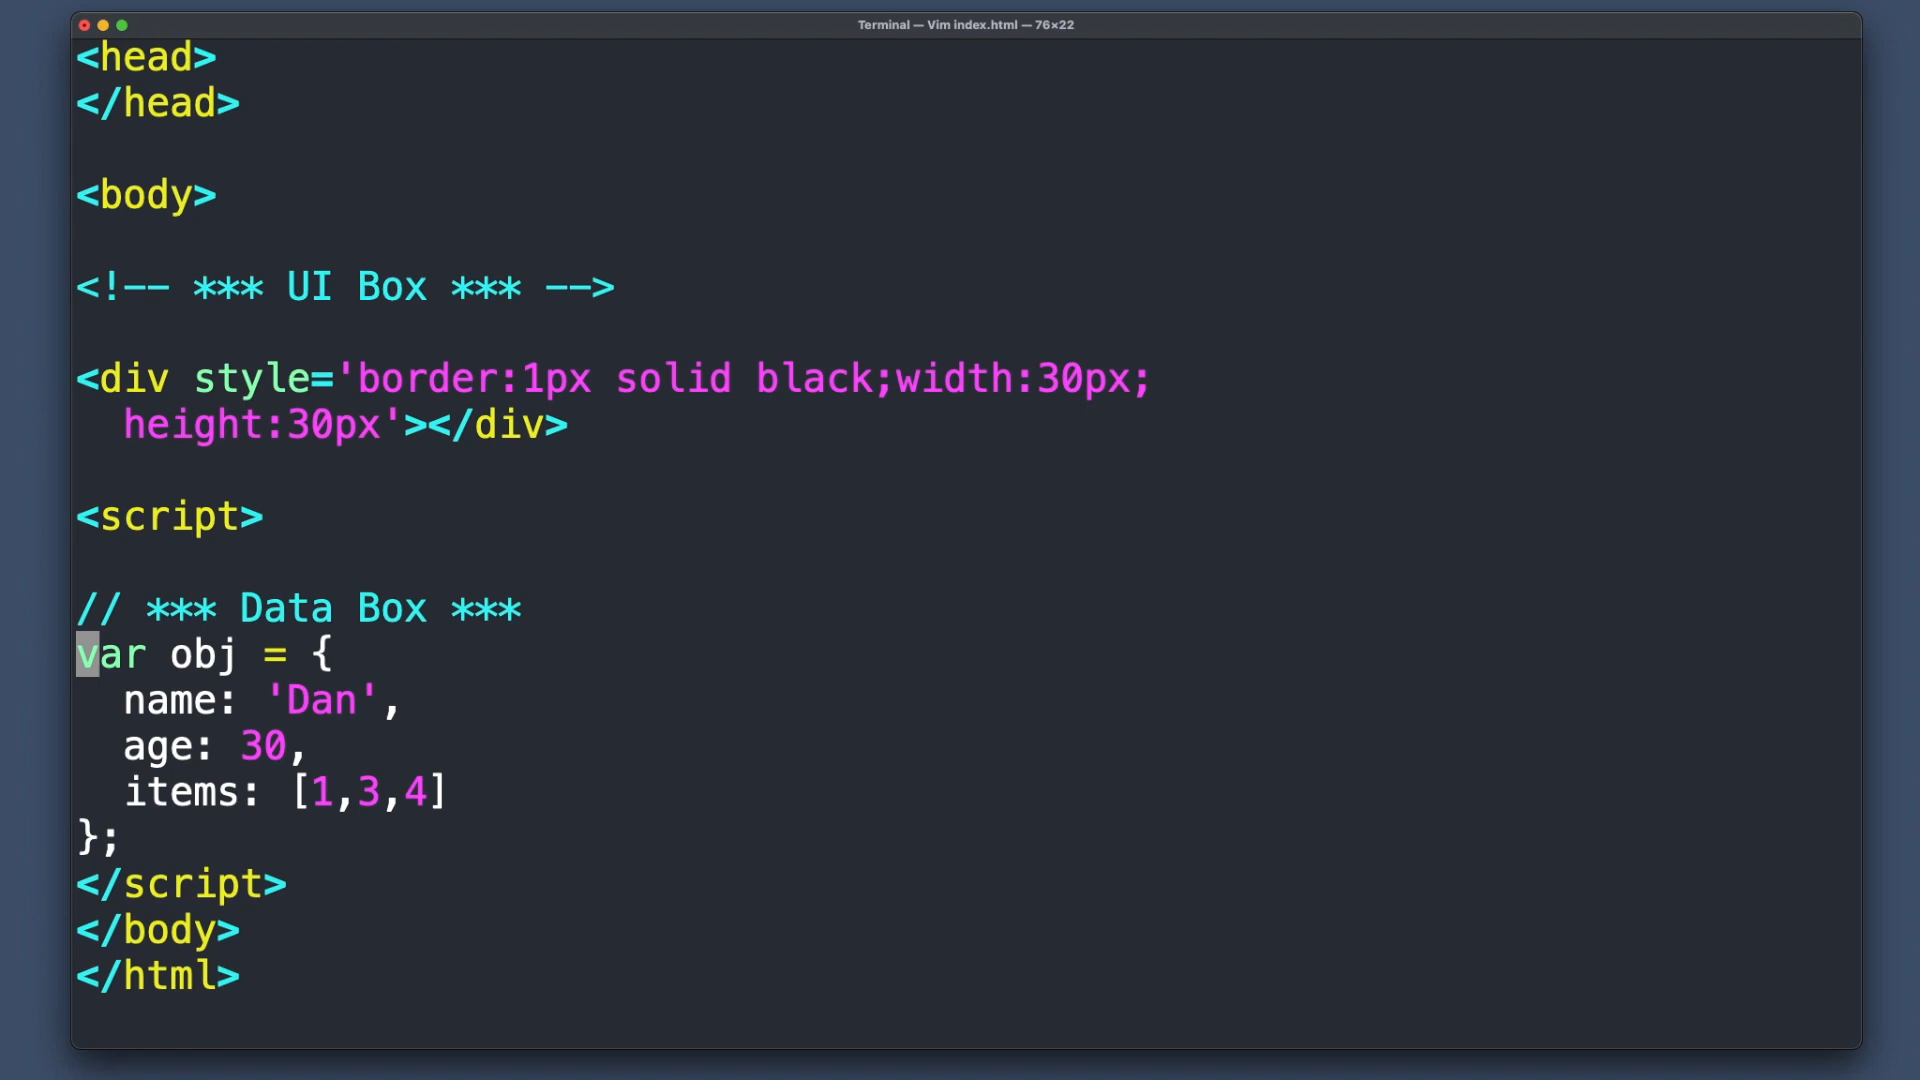 Terminal — Vim index.html — 76×22
<head>
</head>
<body>
<!-- *** UI Box *** -->
<div style='border:1px solid black;width:30px;
height:30px'></div>
<script>
// *** Data Box ***
var obj = {
name: 'Dan',
age: 30,
items: [1,3,4]
};
</script>
</body>
</html>